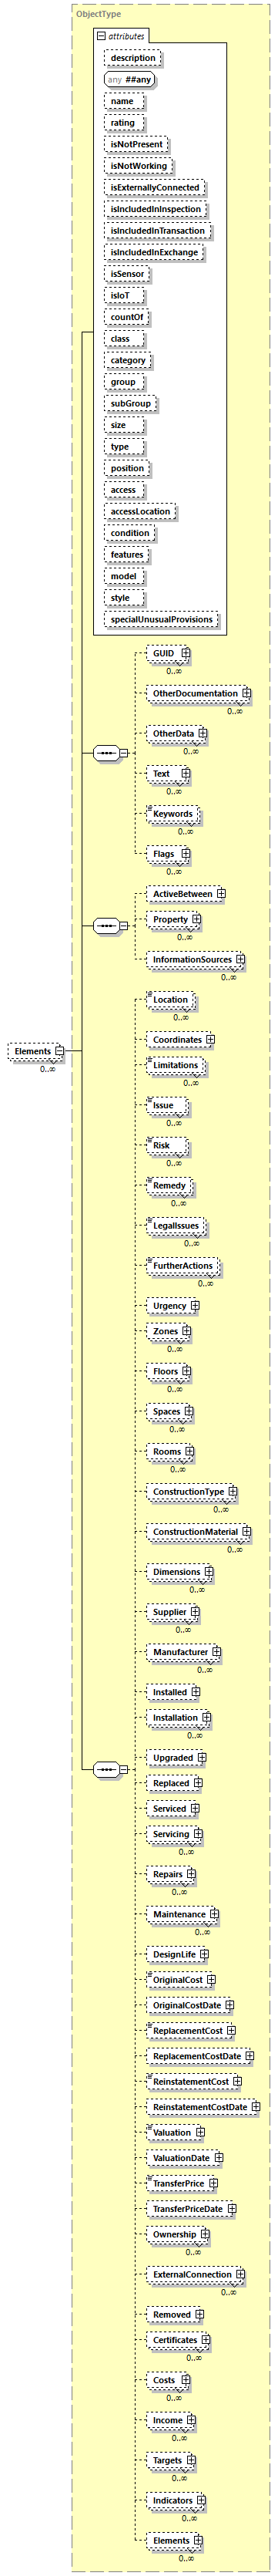 ObjectType
attributes
description
any ##any
name
rating
isNotPresent
isNotWorking
isExternallyConnected
isIncludedInInspection
isIncludedInTransaction
isIncludedInExchange
isSensor
isIoT
countOf
class
category
group
subGroup
size
type
position
access
accessLocation
condition
features
model
style
specialUnusualProvisions
GUID
0..∞
OtherDocumentation
0..∞
OtherData
0..∞
Text
0..∞
Keywords
0..∞
Flags
0..∞
ActiveBetween
Property
0..∞
InformationSources
0..∞
Location
0..∞
Coordinates
Elements
0..∞
Limitations
0..∞
Issue
0..∞
Risk
0..∞
Remedy
0..∞
LegalIssues
0..∞
FurtherActions
0..∞
Urgency
Zones
0..∞
Floors
0..∞
Spaces
0..∞
Rooms
0..∞
ConstructionType
0..∞
ConstructionMaterial
0..∞
Dimensions
0..∞
Supplier
0..∞
Manufacturer
0..∞
Installed
Installation
0..∞
Upgraded
Replaced
Serviced
Servicing
0..∞
Repairs
0..∞
Maintenance
0..∞
DesignLife
OriginalCost
OriginalCostDate
ReplacementCost
ReplacementCostDate
ReinstatementCost
ReinstatementCostDate
Valuation
ValuationDate
TransferPrice
TransferPriceDate
Ownership
0..∞
ExternalConnection
0..∞
Removed
Certificates
0..∞
Costs
0..∞
Income
0..∞
Targets
0..∞
Indicators
0..∞
Elements
0..∞